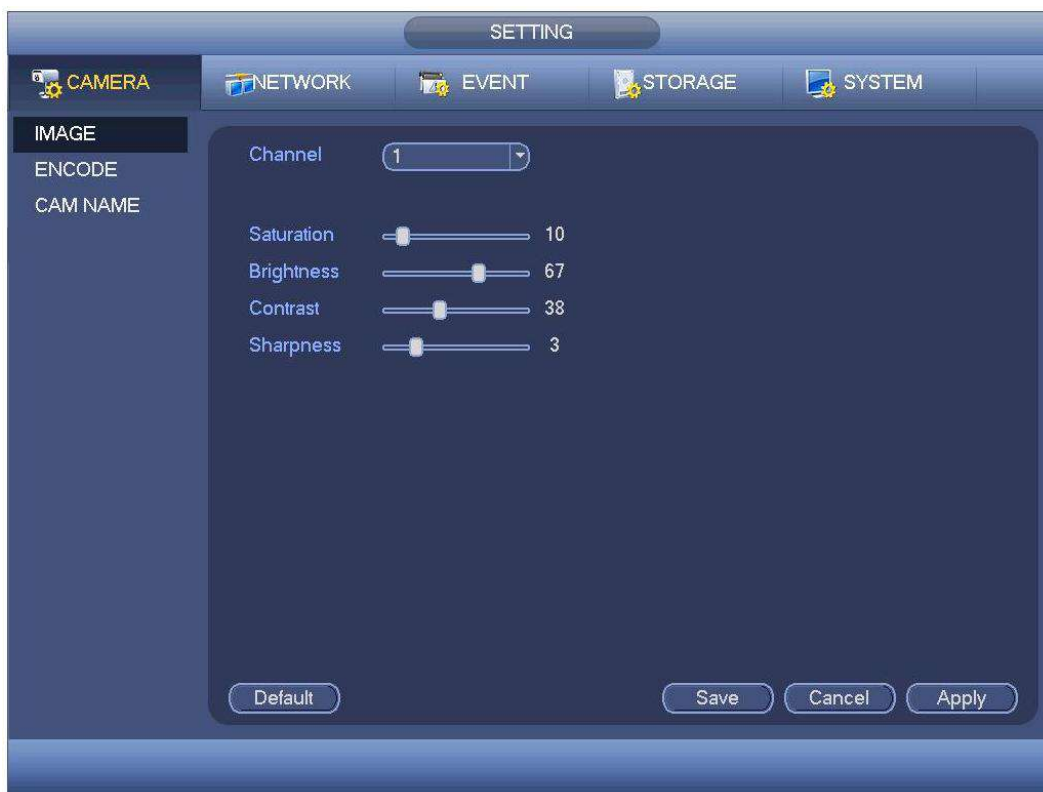 SETTING
CAMERA NETWORK EVENT STORAGE SYSTEM
IMAGE
ENCODE
CAM NAME
Channel 1
Saturation 10
Brightness 67
Contrast 38
Sharpness 3
Default Save Cancel Apply